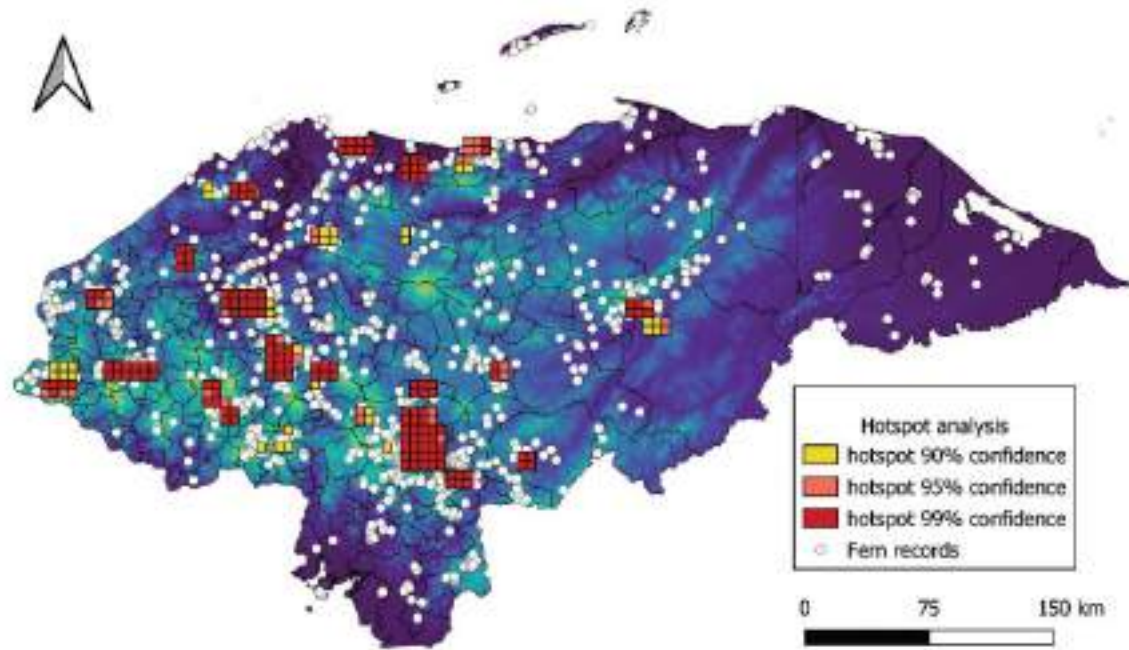 Hotspot analysis
hotspot 90% confidence
hotspot 95% confidence
hotspot 99% confidence
Fern records
0 75 150 km